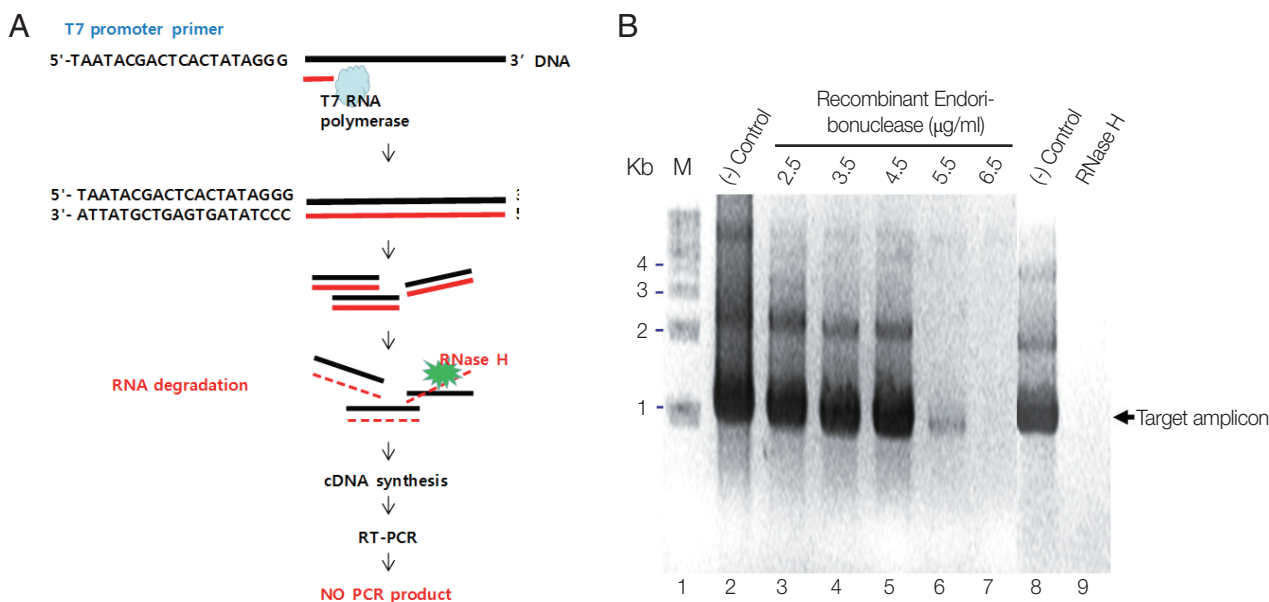 A
T7 promoter primer
5'-TAATACGACTCACTATAGGG 3' DNA
T7 RNA
polymerase
5'- TAATACGACTCACTATAGGG
3'- ATTATGCTGAGTGATATCCC
RNase H
RNA degradation
cDNA synthesis
RT-PCR
NO PCR product
B
Recombinant Endori-
bonuclease (μg/ml)
Kb M (-) Control 2.5 3.5 4.5 5.5 6.5 (-) Control RNase H
4
3
2
1
Target amplicon
1 2 3 4 5 6 7 8 9